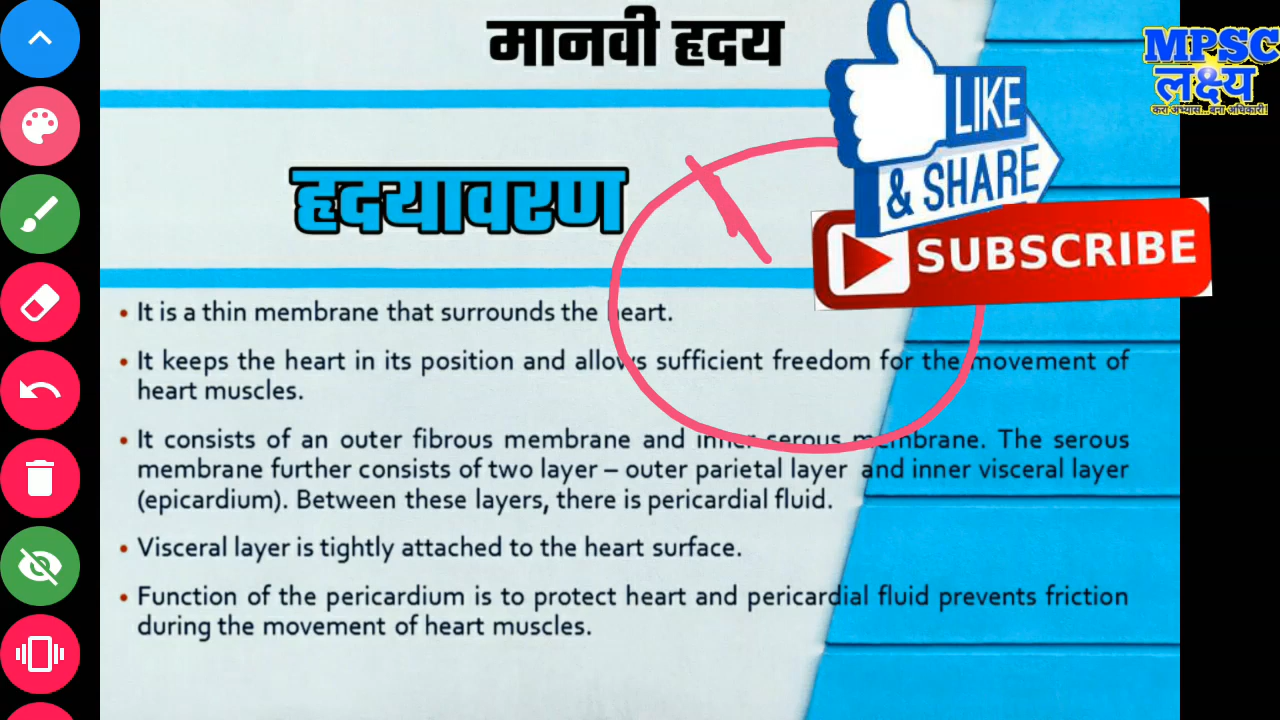 मानवी हृदय
MPSC
लक्ष्य
करा अभ्यास...बना अधिकारी!
LIKE
& SHARE
हृदयावरण
SUBSCRIBE
• It is a thin membrane that surrounds the heart.
• It keeps the heart in its position and allows sufficient freedom for the movement of
heart muscles.
• It consists of an outer fibrous membrane and inner serous membrane. The serous
membrane further consists of two layer – outer parietal layer and inner visceral layer
(epicardium). Between these layers, there is pericardial fluid.
• Visceral layer is tightly attached to the heart surface.
• Function of the pericardium is to protect heart and pericardial fluid prevents friction
during the movement of heart muscles.